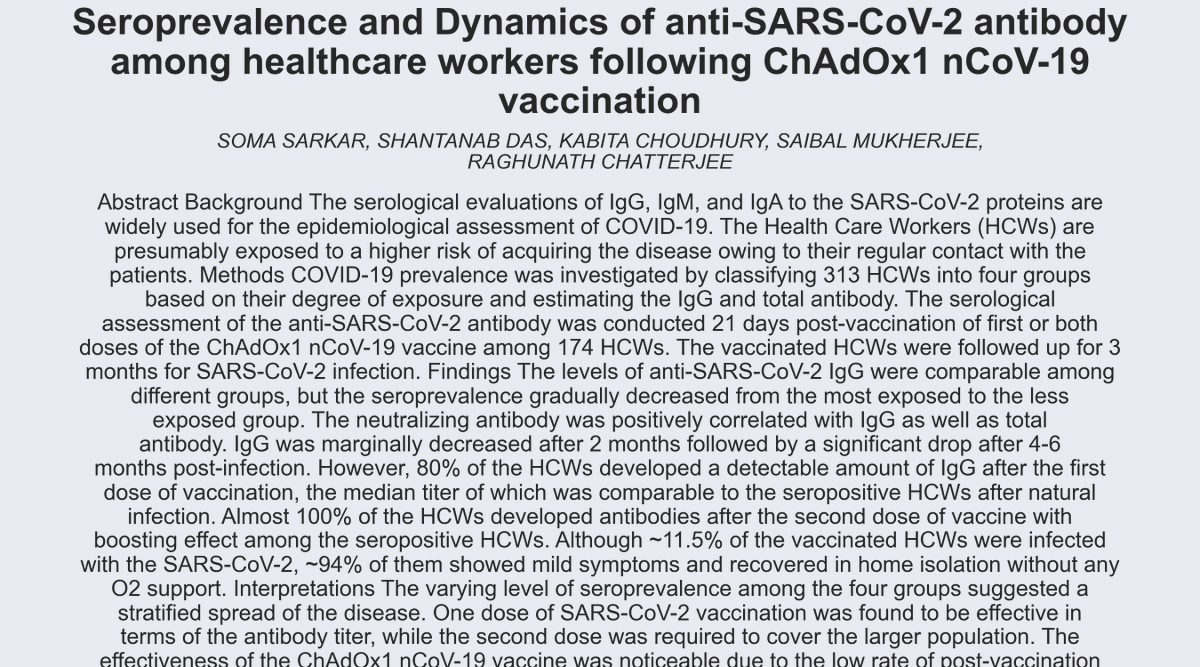 Seroprevalence and Dynamics of anti-SARS-CoV-2 antibody
among healthcare workers following ChAdOx1 nCoV-19
vaccination
SOMA SARKAR, SHANTANAB DAS, KABITA CHOUDHURY, SAIBAL MUKHERJEE,
RAGHUNATH CHATTERJEE
Abstract Background The serological evaluations of IgG, IgM, and IgA to the SARS-CoV-2 proteins are
widely used for the epidemiological assessment of COVID-19. The Health Care Workers (HCWs) are
presumably exposed to a higher risk of acquiring the disease owing to their regular contact with the
patients. Methods COVID-19 prevalence was investigated by classifying 313 HCWs into four groups
based on their degree of exposure and estimating the IgG and total antibody. The serological
assessment of the anti-SARS-CoV-2 antibody was conducted 21 days post-vaccination of first or both
doses of the ChAdOx1 nCoV-19 vaccine among 174 HCWs. The vaccinated HCWs were followed up for 3
months for SARS-CoV-2 infection. Findings The levels of anti-SARS-CoV-2 IgG were comparable among
different groups, but the seroprevalence gradually decreased from the most exposed to the less
exposed group. The neutralizing antibody was positively correlated with IgG as well as total
antibody. IgG was marginally decreased after 2 months followed by a significant drop after 4-6
months post-infection. However, 80% of the HCWs developed a detectable amount of IgG after the first
dose of vaccination, the median titer of which was comparable to the seropositive HCWs after natural
infection. Almost 100% of the HCWs developed antibodies after the second dose of vaccine with
boosting effect among the seropositive HCWs. Although ~11.5% of the vaccinated HCWs were infected
with the SARS-CoV-2, ~94% of them showed mild symptoms and recovered in home isolation without any
O2 support. Interpretations The varying level of seroprevalence among the four groups suggested a
stratified spread of the disease. One dose of SARS-CoV-2 vaccination was found to be effective in
terms of the antibody titer, while the second dose was required to cover the larger population. The
effectiveness of the ChAdOx1 nCoV-19 vaccine was noticeable due to the low rate of post-vaccination